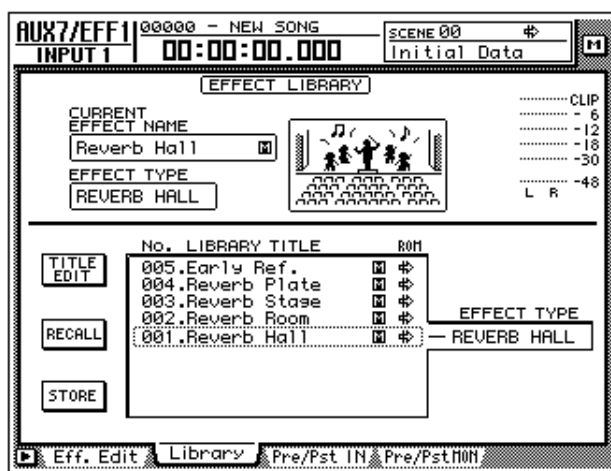 AUX7/EFF1
INPUT 1
00000 - NEW SONG
00:00:00.000
SCENE 00
Initial Data
M
EFFECT LIBRARY
CURRENT
EFFECT NAME
Reverb Hall M
EFFECT TYPE
REVERB HALL
CLIP
- 6
-12
-18
-30
-48
L R
No. LIBRARY TITLE ROM
005.Early Ref. M
004.Reverb Plate M
003.Reverb Stage M
002.Reverb Room M
001.Reverb Hall M
TITLE
EDIT
RECALL
STORE
EFFECT TYPE
REVERB HALL
Eff. Edit Library Pre/Pst IN Pre/PstMON